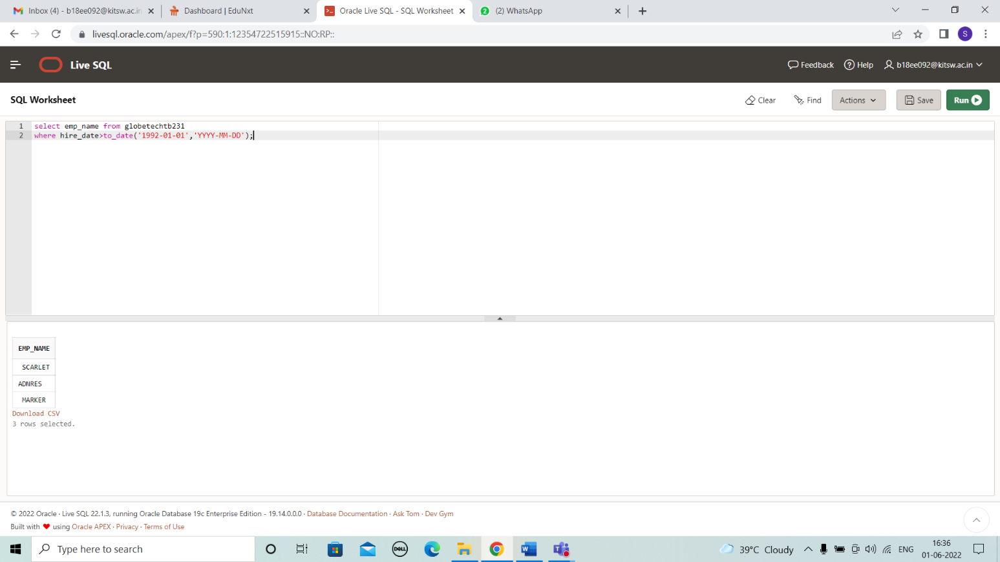 Inbox (4) - b18ee092@kitsw.ac.in
Dashboard | EduNxt
Oracle Live SQL - SQL Worksheet
2
(2) WhatsApp
livesql.oracle.com/apex/f?p=590:1:12354722515915::NO:RP::
S
Live SQL
Feedback
Help
b18ee092@kitsw.ac.in
SQL Worksheet
Clear
Find
Actions
Save
Run
1 select emp_name from globetechtb231
2 where hire_date>to_date('1992-01-01','YYYY-MM-DD');
EMP_NAME
SCARLET
ADNRES
MARKER
Download CSV
3 rows selected.
© 2022 Oracle · Live SQL 22.1.3, running Oracle Database 19c Enterprise Edition - 19.14.0.0.0 · Database Documentation · Ask Tom · Dev Gym
Built with ❤ using Oracle APEX · Privacy · Terms of Use
Type here to search
DELL
W
T
39°C Cloudy
ENG
16:36
01-06-2022